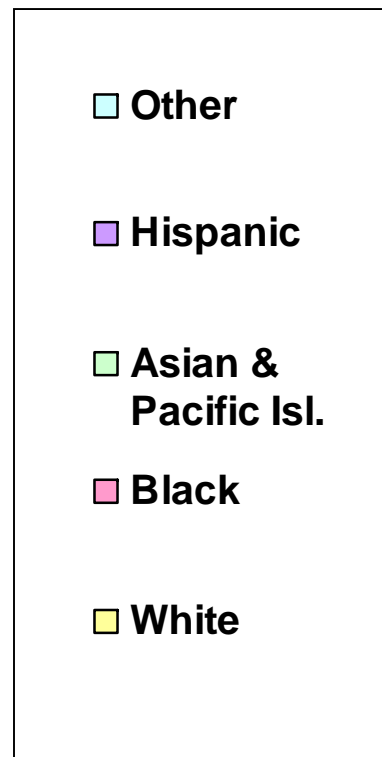 Other
Hispanic
Asian &
Pacific Isl.
Black
White